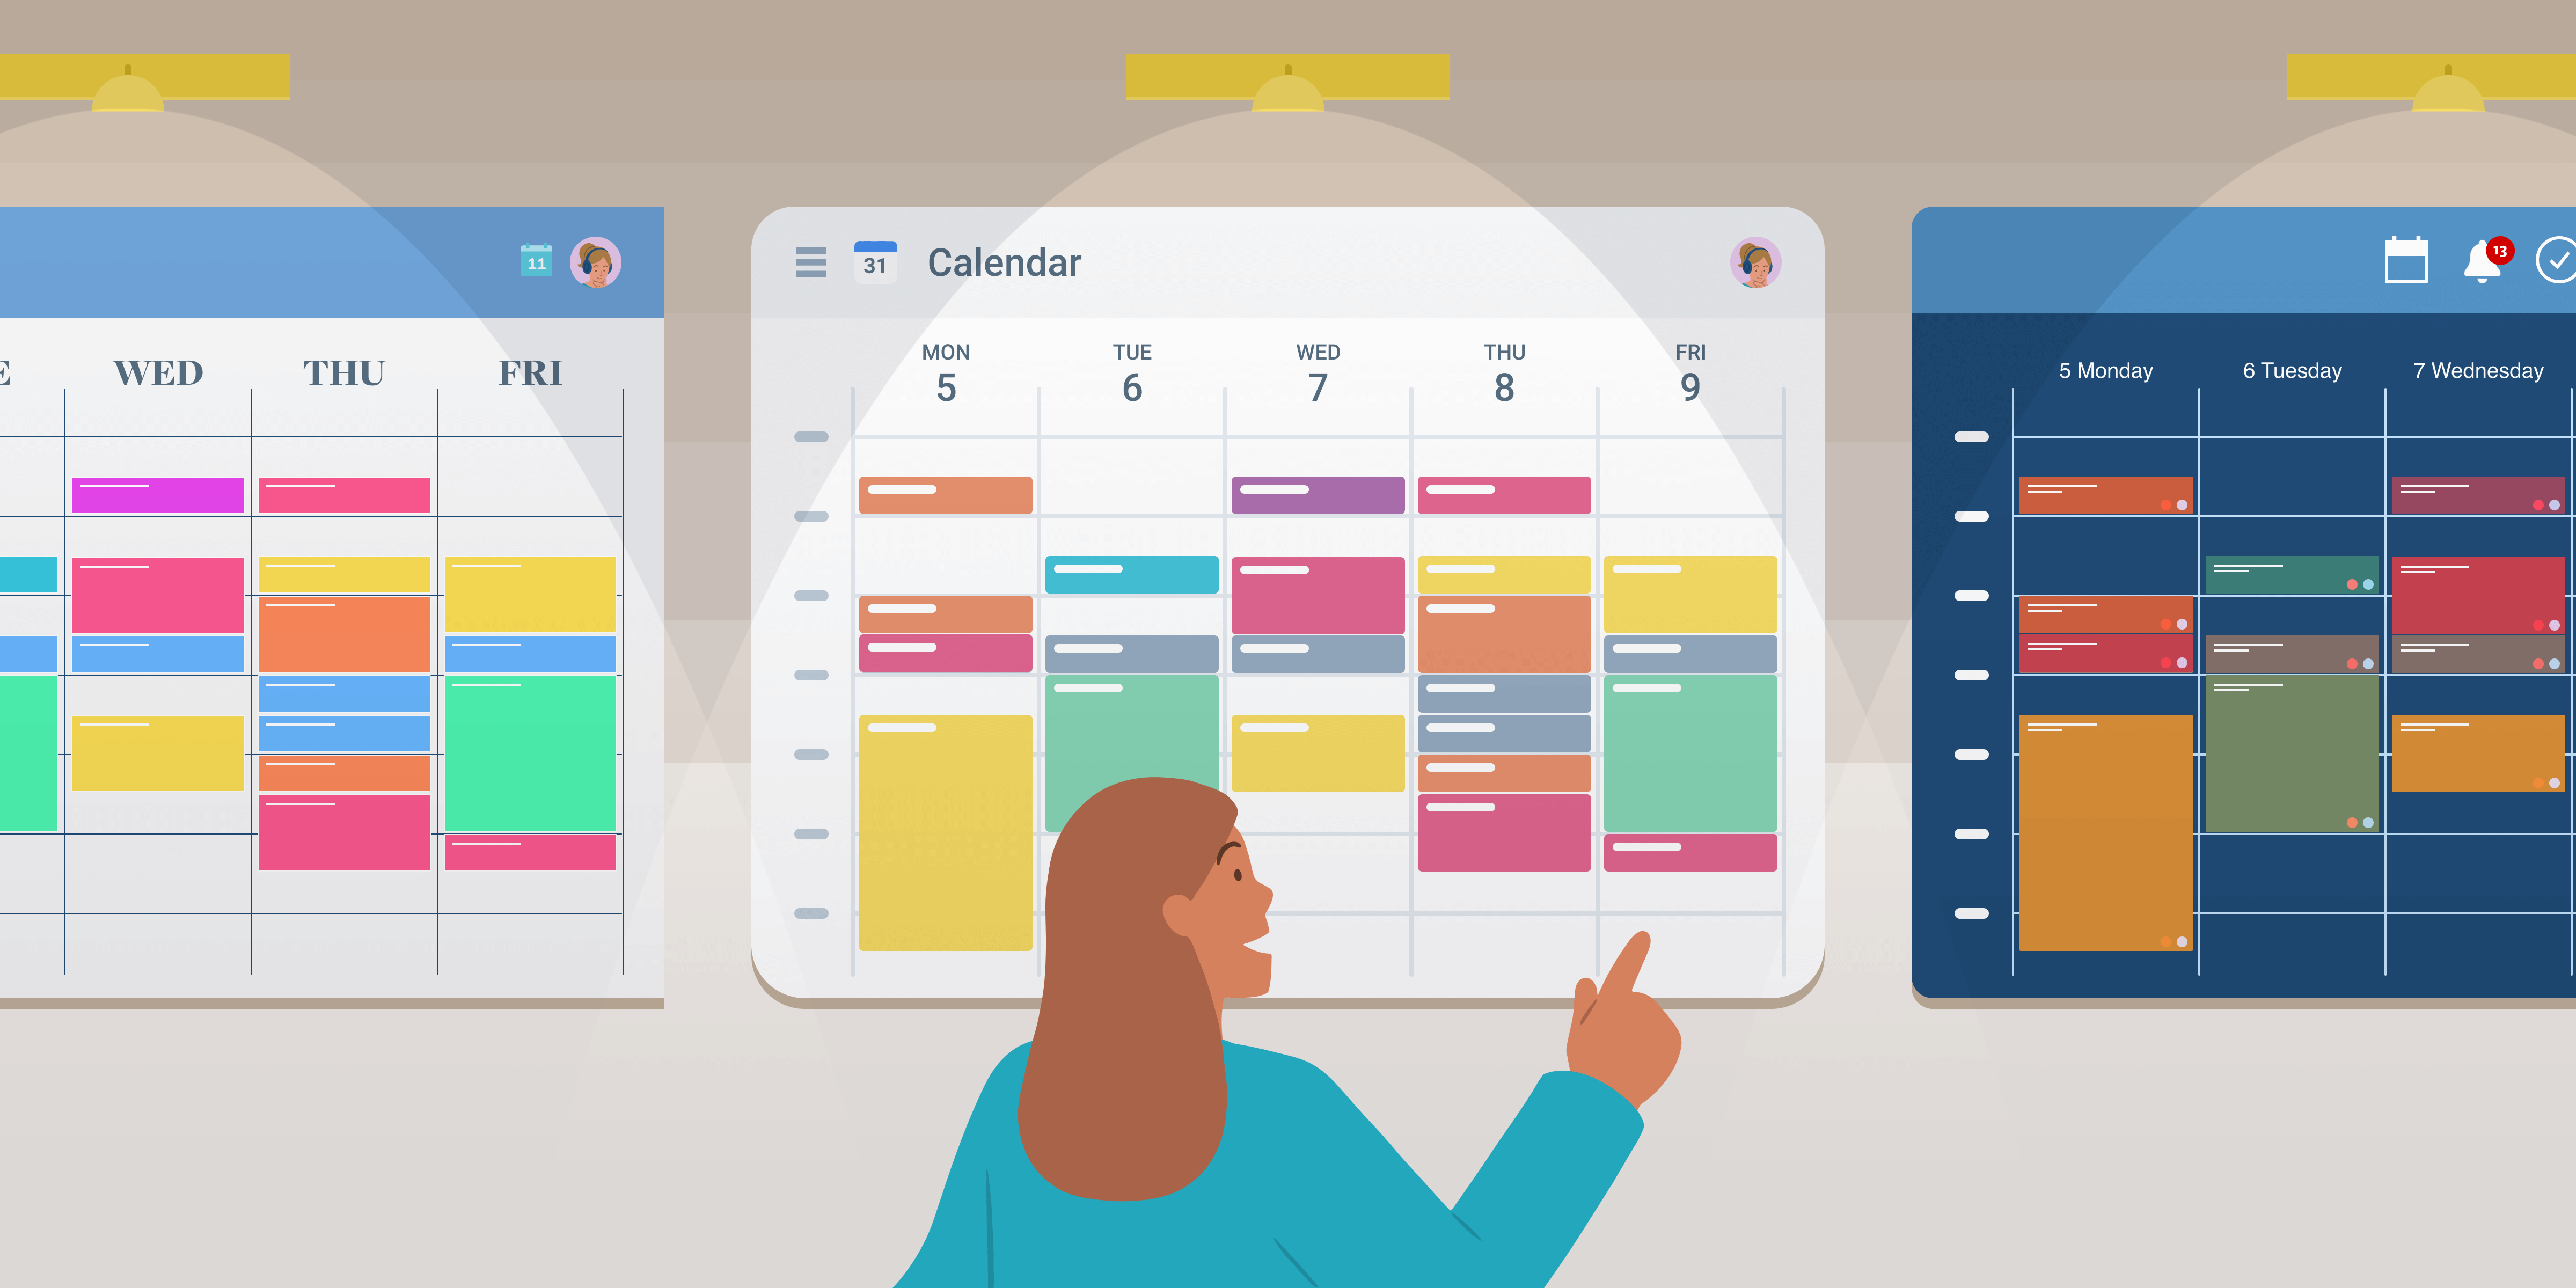 11
E WED THU FRI
31 Calendar
MON TUE WED THU FRI
5 6 7 8 9
13
5 Monday 6 Tuesday 7 Wednesday